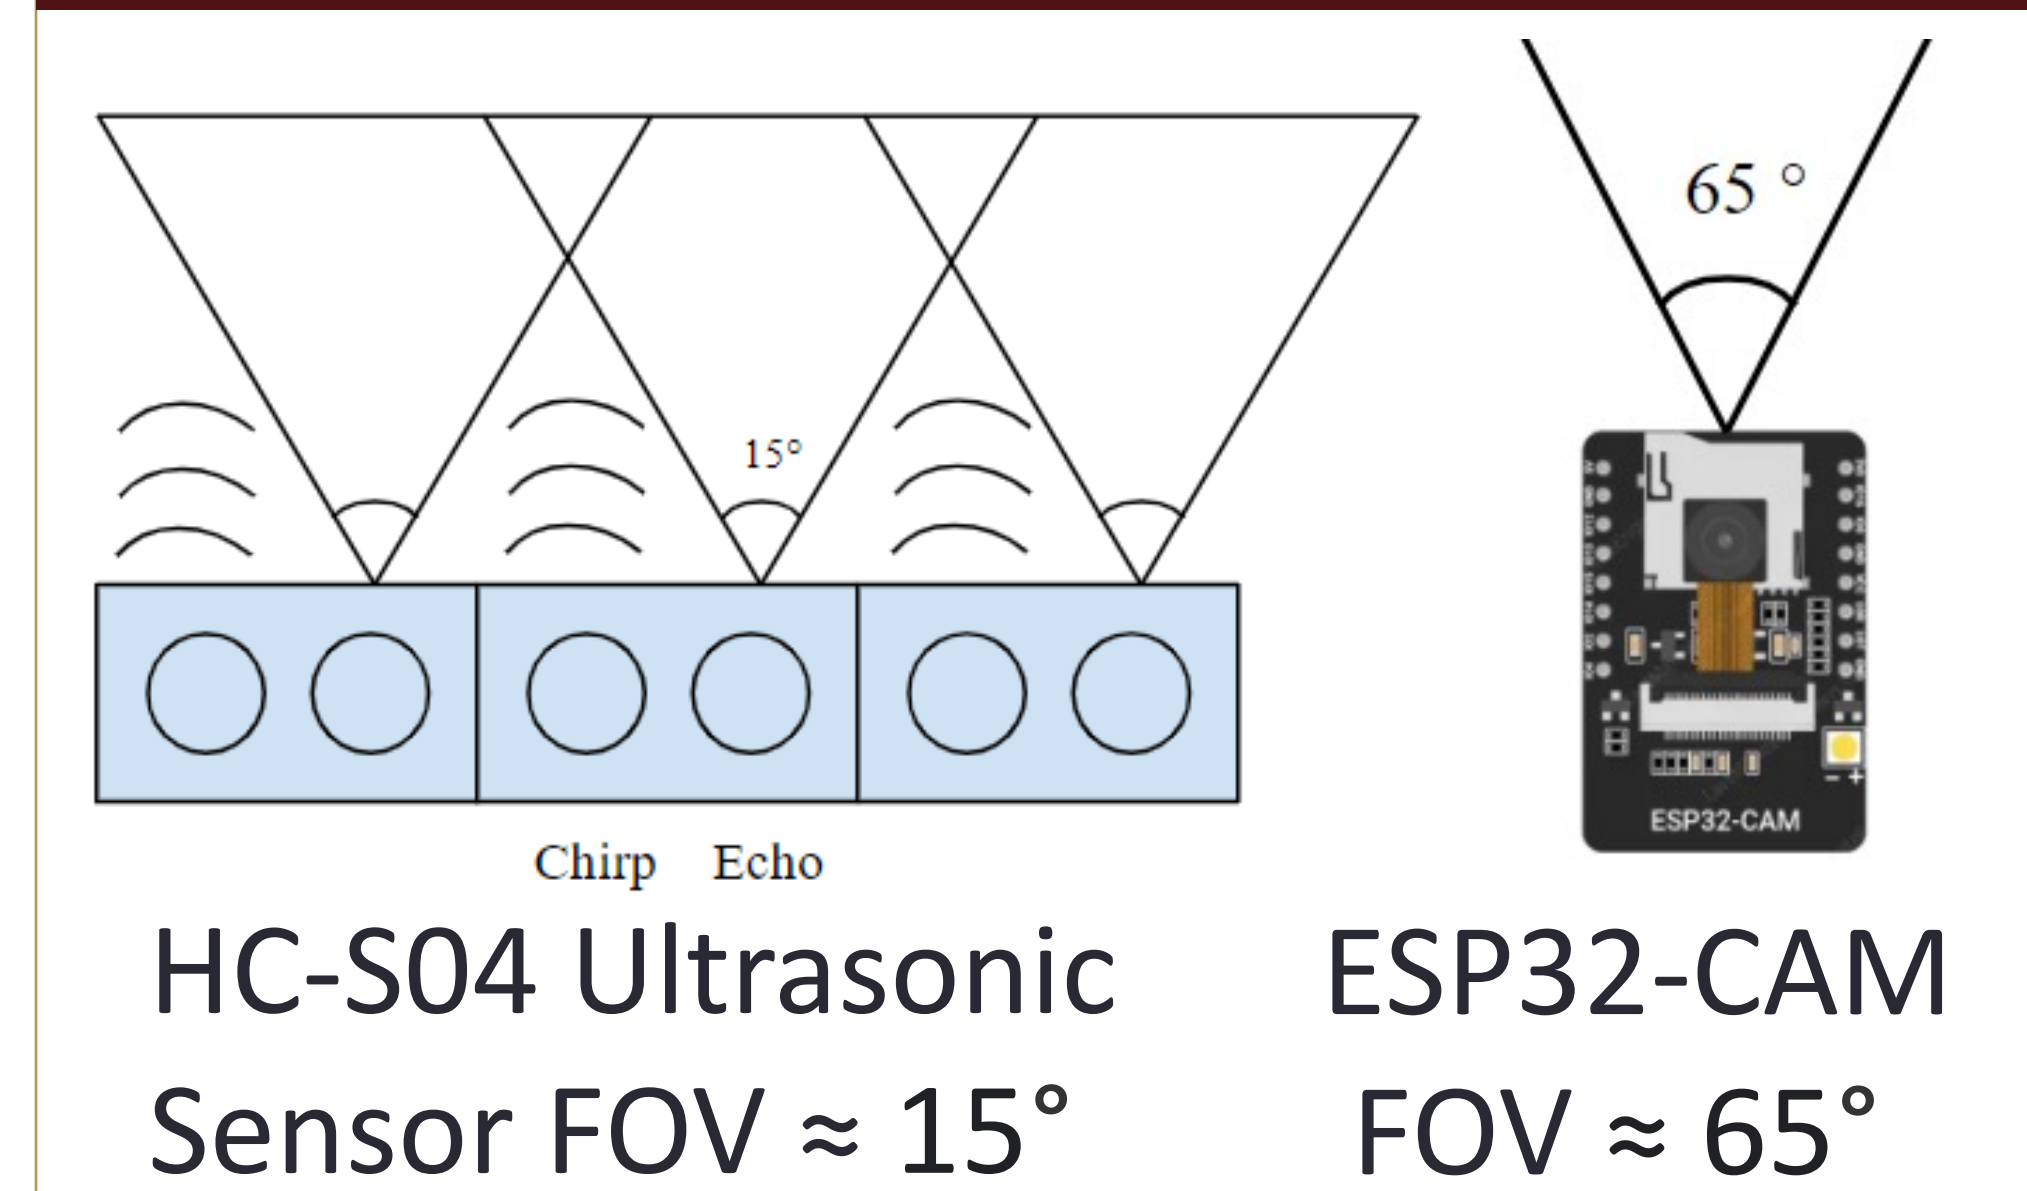 65 °
15°
ESP32-CAM
Chirp Echo
HC-S04 Ultrasonic
Sensor FOV ≈ 15°
ESP32-CAM
FOV ≈ 65°